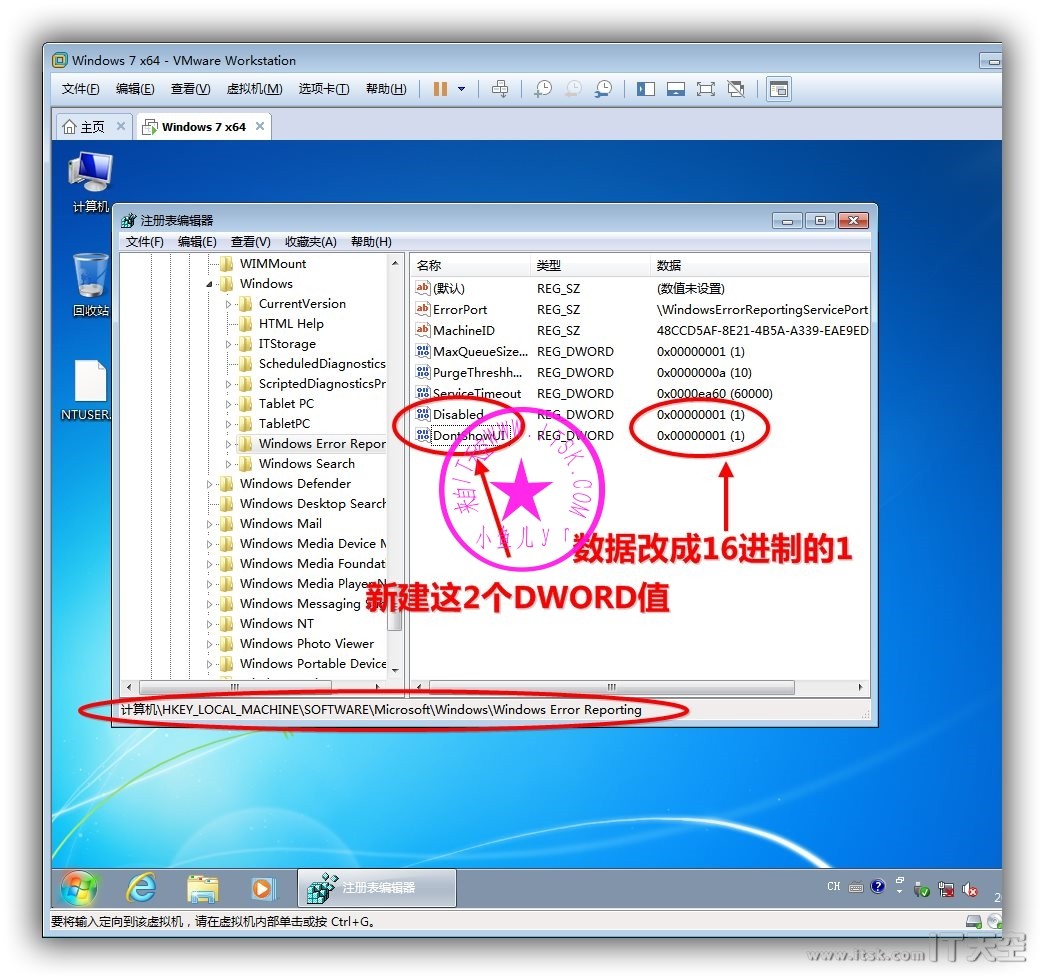 Windows 7 x64 - VMware Workstation
文件(F) 编辑(E) 查看(V) 虚拟机(M) 选项卡(T) 帮助(H)
主页 Windows 7 x64
计算机
回收站
NTUSER.
注册表编辑器
文件(F) 编辑(E) 查看(V) 收藏夹(A) 帮助(H)
WIMMount
Windows
CurrentVersion
HTML Help
ITStorage
ScheduledDiagnostics
ScriptedDiagnosticsPr
Tablet PC
TabletPC
Windows Error Repor
Windows Search
Windows Defender
Windows Desktop Search
Windows Mail
Windows Media Device M
Windows Media Foundat
Windows Media Player N
Windows Messaging
Windows NT
Windows Photo Viewer
Windows Portable Device
名称 类型 数据
(默认) REG_SZ (数值未设置)
ErrorPort REG_SZ \WindowsErrorReportingServicePort
MachineID REG_SZ 48CCD5AF-8E21-4B5A-A339-EAE9ED
MaxQueueSize... REG_DWORD 0x00000001 (1)
PurgeThreshh... REG_DWORD 0x0000000a (10)
ServiceTimeout REG_DWORD 0x0000ea60 (60000)
Disabled REG_DWORD 0x00000001 (1)
DontShowUI REG_DWORD 0x00000001 (1)
小鱼儿yr
数据改成16进制的1
新建这2个DWORD值
计算机\HKEY_LOCAL_MACHINE\SOFTWARE\Microsoft\Windows\Windows Error Reporting
注册表编辑器
CH
2
要将输入定向到该虚拟机，请在虚拟机内部单击或按 Ctrl+G。
www.itsk.com IT天空